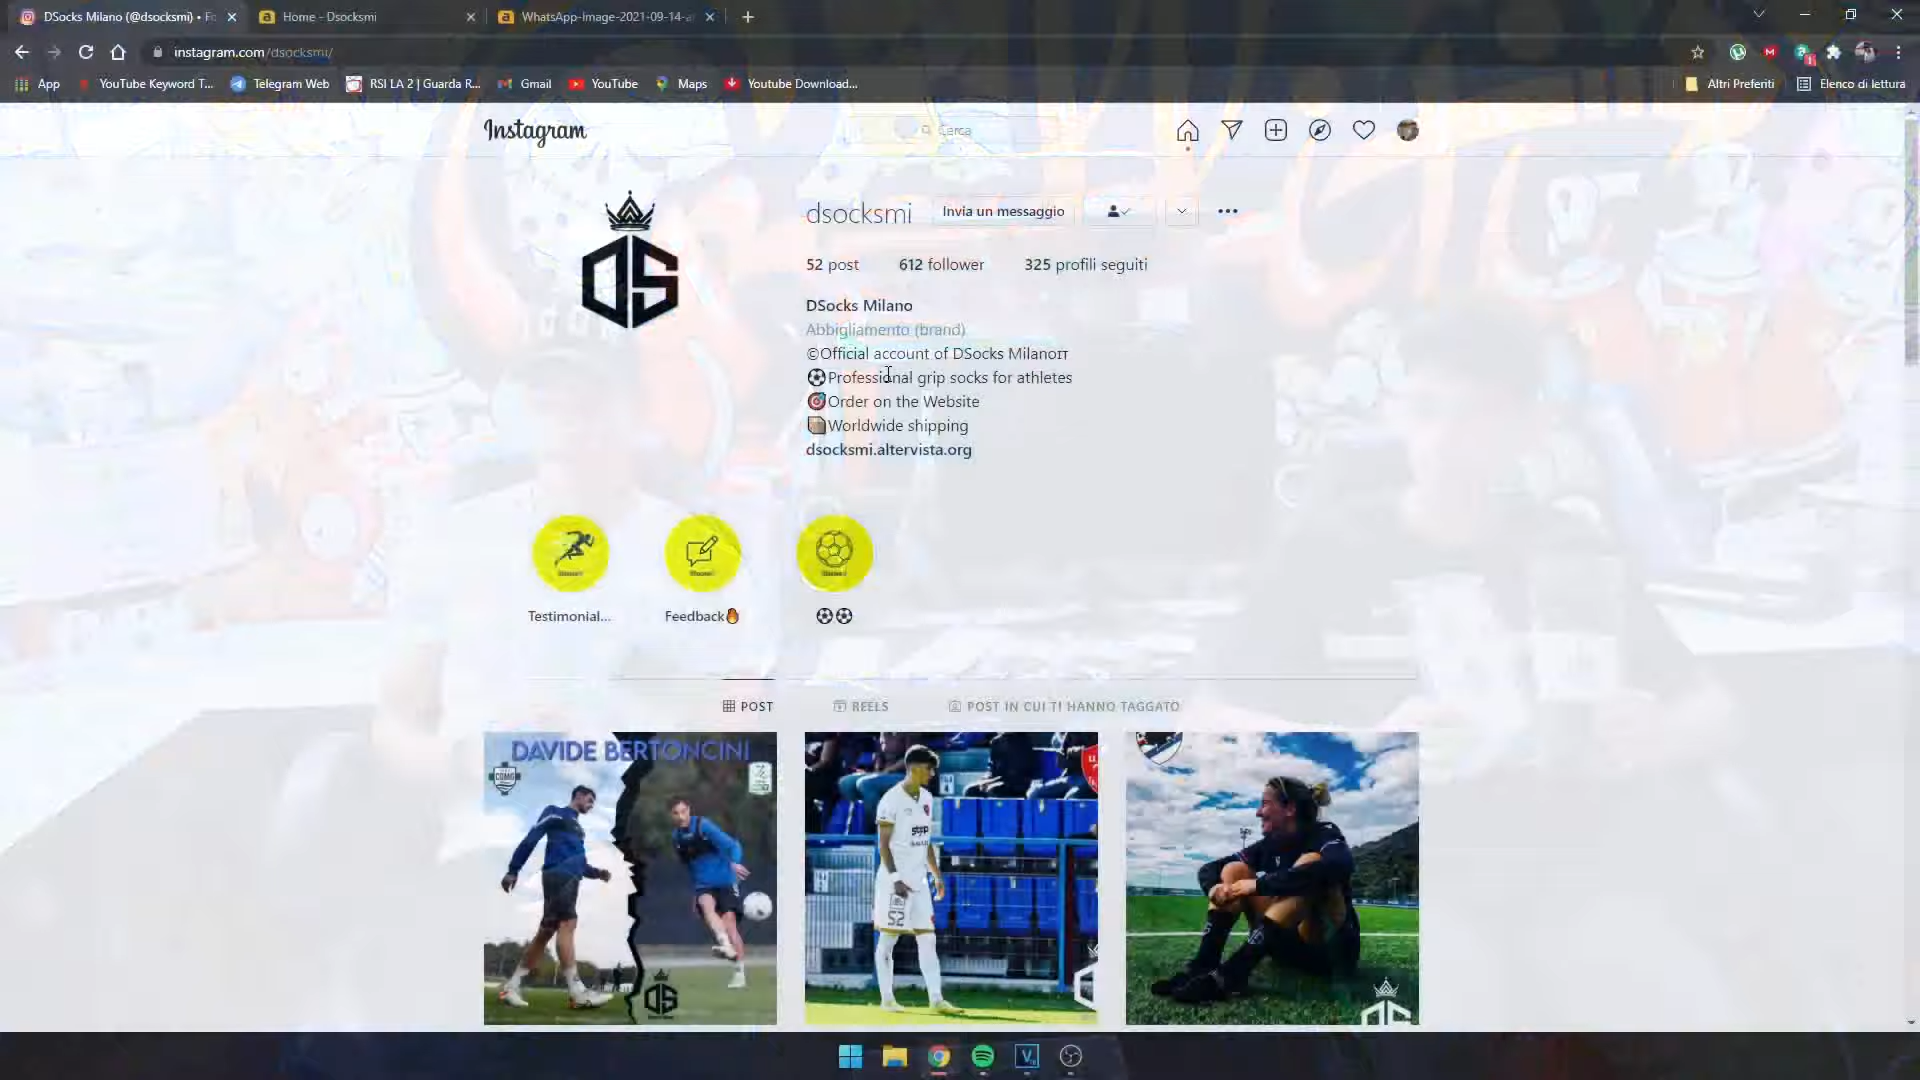 DSocks Milano (@dsocksmi) • Fo
Home - Dsocksmi
WhatsApp-Image-2021-09-14-a
instagram.com/dsocksmi/
App
YouTube Keyword T...
Telegram Web
RSI LA 2 | Guarda R...
Gmail
YouTube
Maps
Youtube Download...
Altri Preferiti
Elenco di lettura
Instagram
Cerca
dsocksmi
Invia un messaggio
52 post
612 follower
325 profili seguiti
DS
DSocks Milano
Abbigliamento (brand)
©Official account of DSocks Milano
⚽Professional grip socks for athletes
🎯Order on the Website
📦Worldwide shipping
dsocksmi.altervista.org
Testimonial...
Feedback🔥
⚽⚽
POST
REELS
POST IN CUI TI HANNO TAGGATO
DAVIDE BERTONCINI
DS